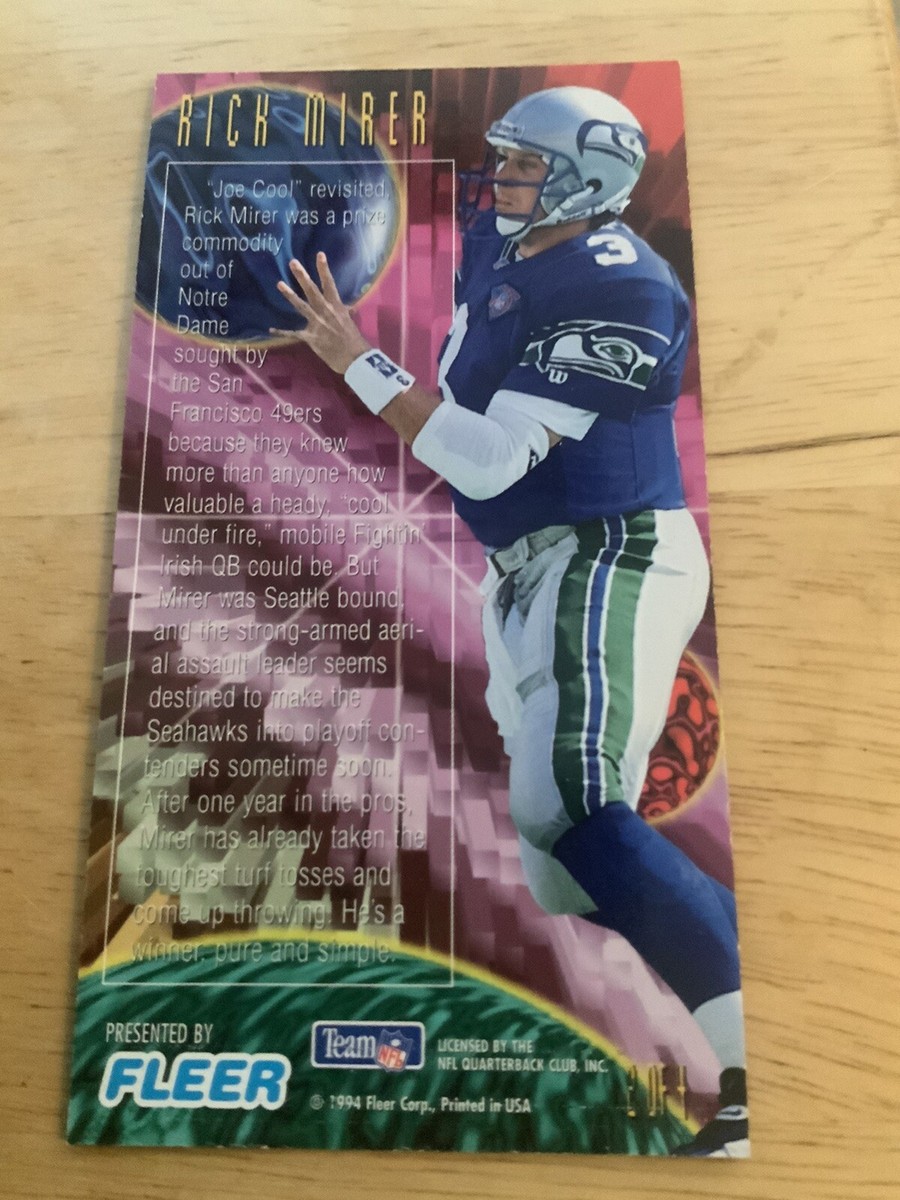 RICK MIRER
"Joe Cool" revisited,
Rick Mirer was a prize
commodity
out of
Notre
Dame
sought by
the San
Francisco 49ers
because they knew
more than anyone how
valuable a heady, "cool
under fire," mobile Fightin'
Irish QB could be. But
Mirer was Seattle bound,
and the strong-armed aeri-
al assault leader seems
destined to make the
Seahawks into playoff con-
tenders sometime soon.
After one year in the pros,
Mirer has already taken the
toughest turf tosses and
come up throwing. He's a
winner, pure and simple.
3
3
W
PRESENTED BY
FLEER
Team NFL
LICENSED BY THE
NFL QUARTERBACK CLUB, INC.
© 1994 Fleer Corp., Printed in USA
2 OF 4